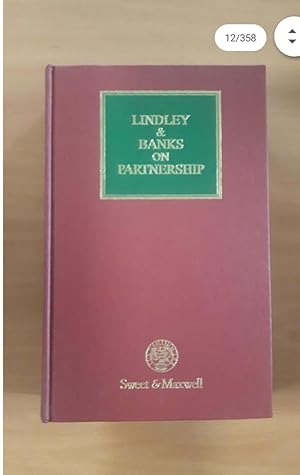 12/358
LINDLEY
&
BANKS
ON
PARTNERSHIP
Sweet & Maxwell